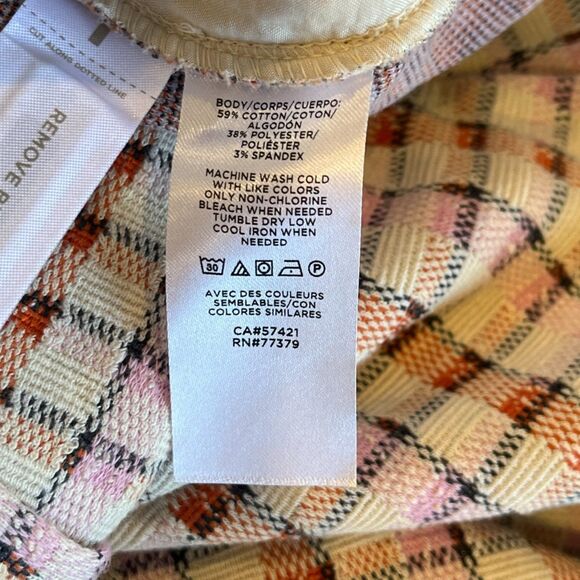 CUT ALONG DOTTED LINE
REMOVE
BODY/CORPS/CUERPO:
59% COTTON/COTON/
ALGODÓN
38% POLYESTER/
POLIÉSTER
3% SPANDEX
MACHINE WASH COLD
WITH LIKE COLORS
ONLY NON-CHLORINE
BLEACH WHEN NEEDED
TUMBLE DRY LOW
COOL IRON WHEN
NEEDED
30 P
AVEC DES COULEURS
SEMBLABLES/CON
COLORES SIMILARES
CA#57421
RN#77379